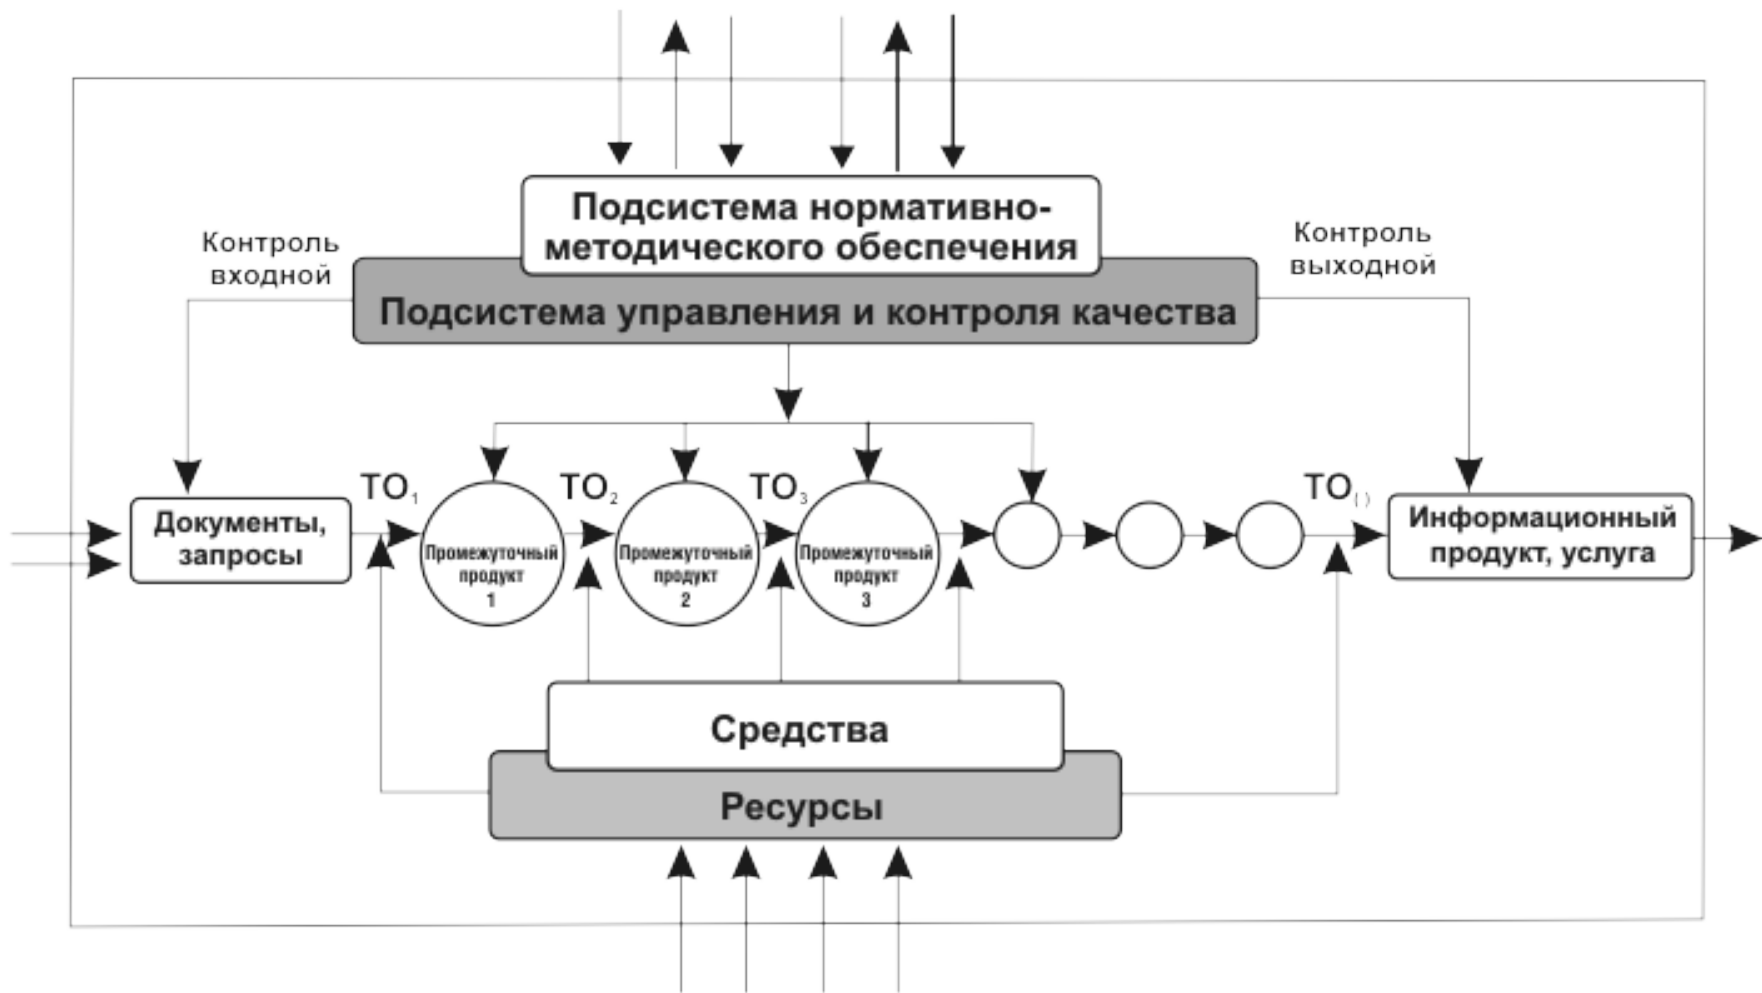 Подсистема нормативно-
методического обеспечения
Контроль
входной
Контроль
выходной
Подсистема управления и контроля качества
ТО1
ТО2
ТО3
ТО( )
Документы,
запросы
Промежуточный
продукт
1
Промежуточный
продукт
2
Промежуточный
продукт
3
Информационный
продукт, услуга
Средства
Ресурсы